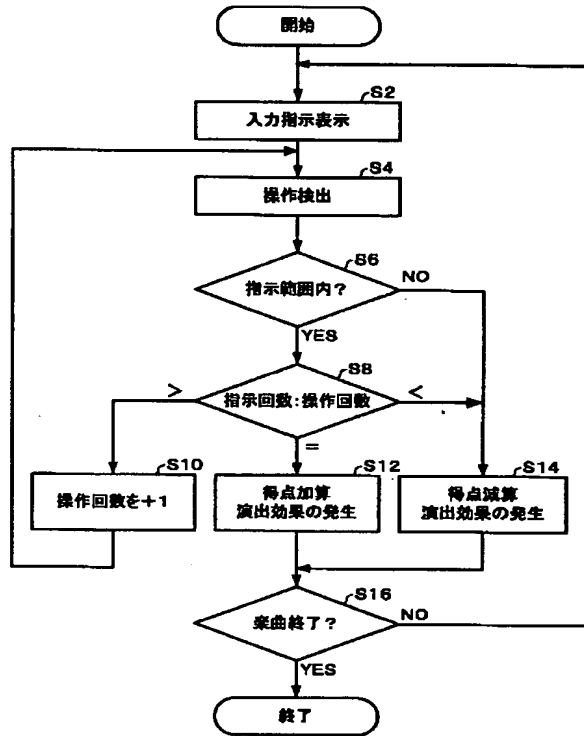 開始
S2
入力指示表示
S4
操作検出
S6
指示範囲内?
NO
YES
S8
>
指示回数:操作回数
<
=
S10
操作回数を+1
S12
得点加算
演出効果の発生
S14
得点減算
演出効果の発生
S16
楽曲終了?
NO
YES
終了